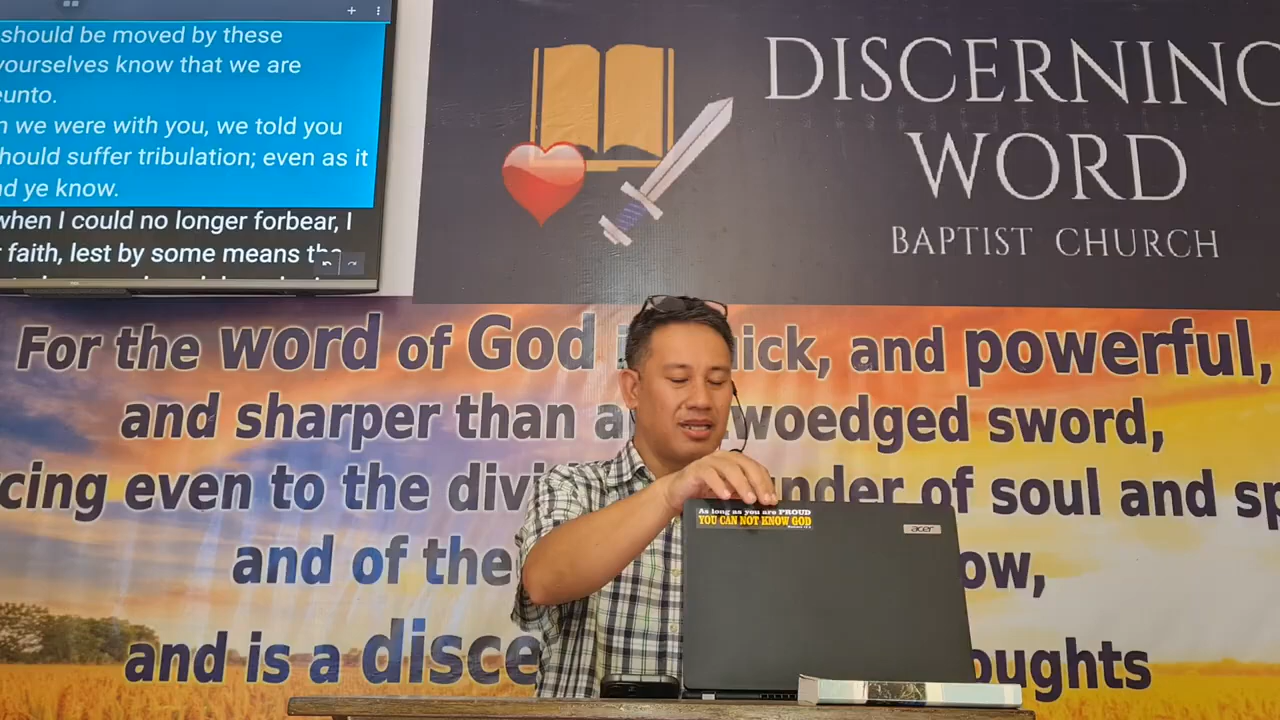 should be moved by these
yourselves know that we are
eunto.
n we were with you, we told you
hould suffer tribulation; even as it
nd ye know.
when I could no longer forbear, I
faith, lest by some means
DISCERNING
WORD
BAPTIST CHURCH
For the word of God i ick, and powerful,
and sharper than a woedged sword,
cing even to the divi under of soul and sp
and of the ow,
and is a disce oughts
As long as you are PROUD
YOU CAN NOT KNOW GOD
acer